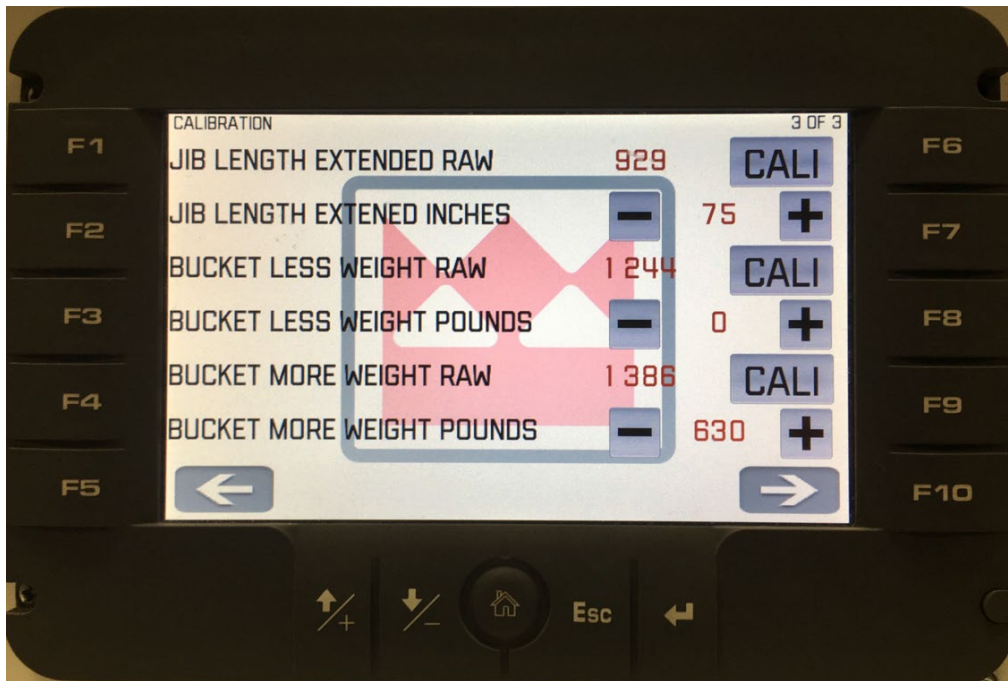 CALIBRATION 3 OF 3
F1 JIB LENGTH EXTENDED RAW 929 CALI F6
F2 JIB LENGTH EXTENED INCHES − 75 + F7
BUCKET LESS WEIGHT RAW 1 244 CALI
F3 BUCKET LESS WEIGHT POUNDS − 0 + F8
BUCKET MORE WEIGHT RAW 1 386 CALI
F4 BUCKET MORE WEIGHT POUNDS − 630 + F9
F5 F10
+ − Esc